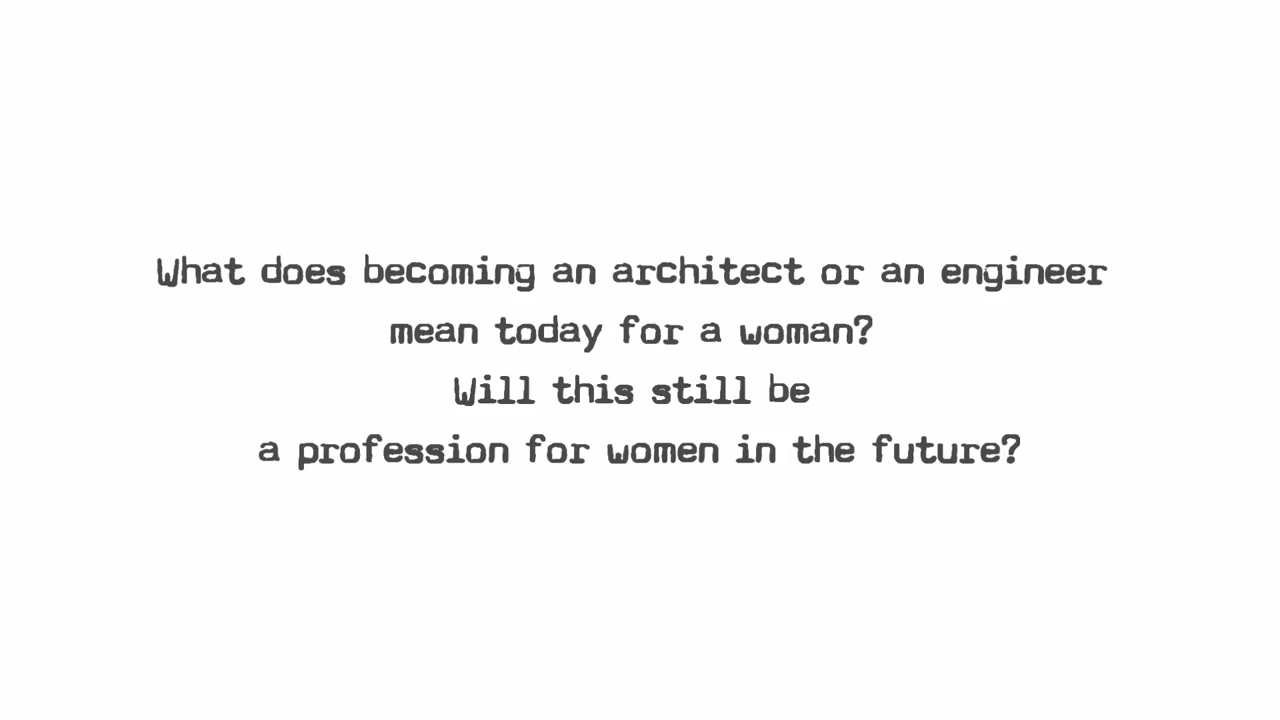 What does becoming an architect or an engineer
mean today for a woman?
Will this still be
a profession for women in the future?